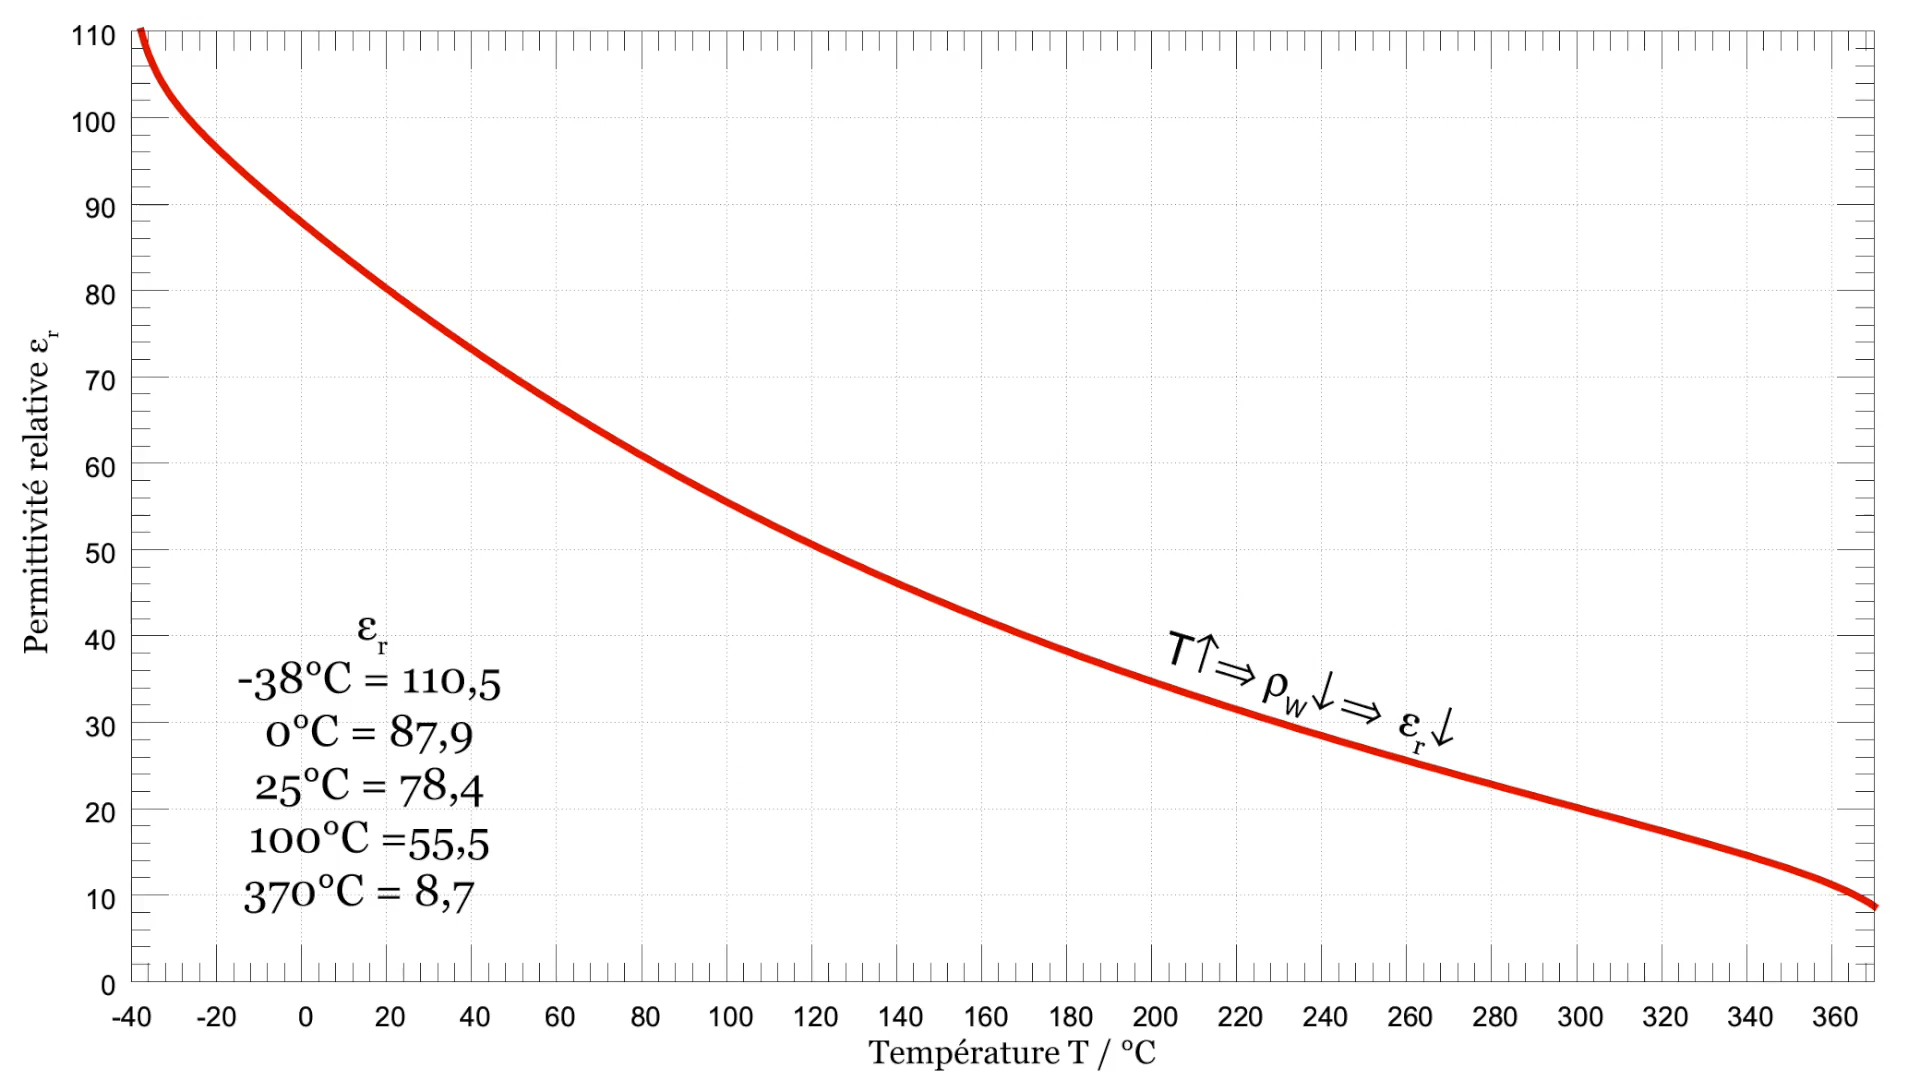 110
100
90
80
70
60
50
40
30
20
10
0
Permittivité relative εr
εr
-38°C = 110,5
0°C = 87,9
25°C = 78,4
100°C =55,5
370°C = 8,7
T↑⇒ρW↓⇒ εr↓
-40 -20 0 20 40 60 80 100 120 140 160 180 200 220 240 260 280 300 320 340 360
Température T / °C